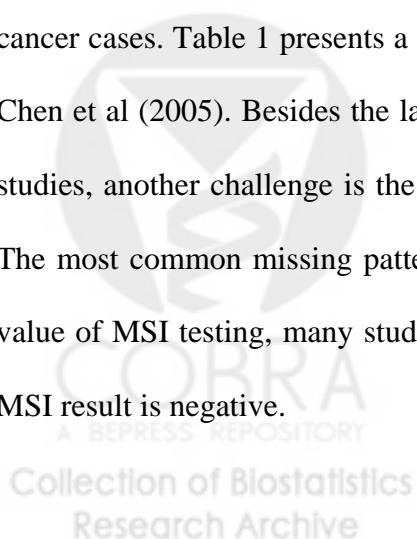 cancer cases. Table 1 presents a
Chen et al (2005). Besides the la
studies, another challenge is the
The most common missing patte
value of MSI testing, many stud
MSI result is negative.
COBRA
A BEPRESS REPOSITORY
Collection of Biostatistics
Research Archive